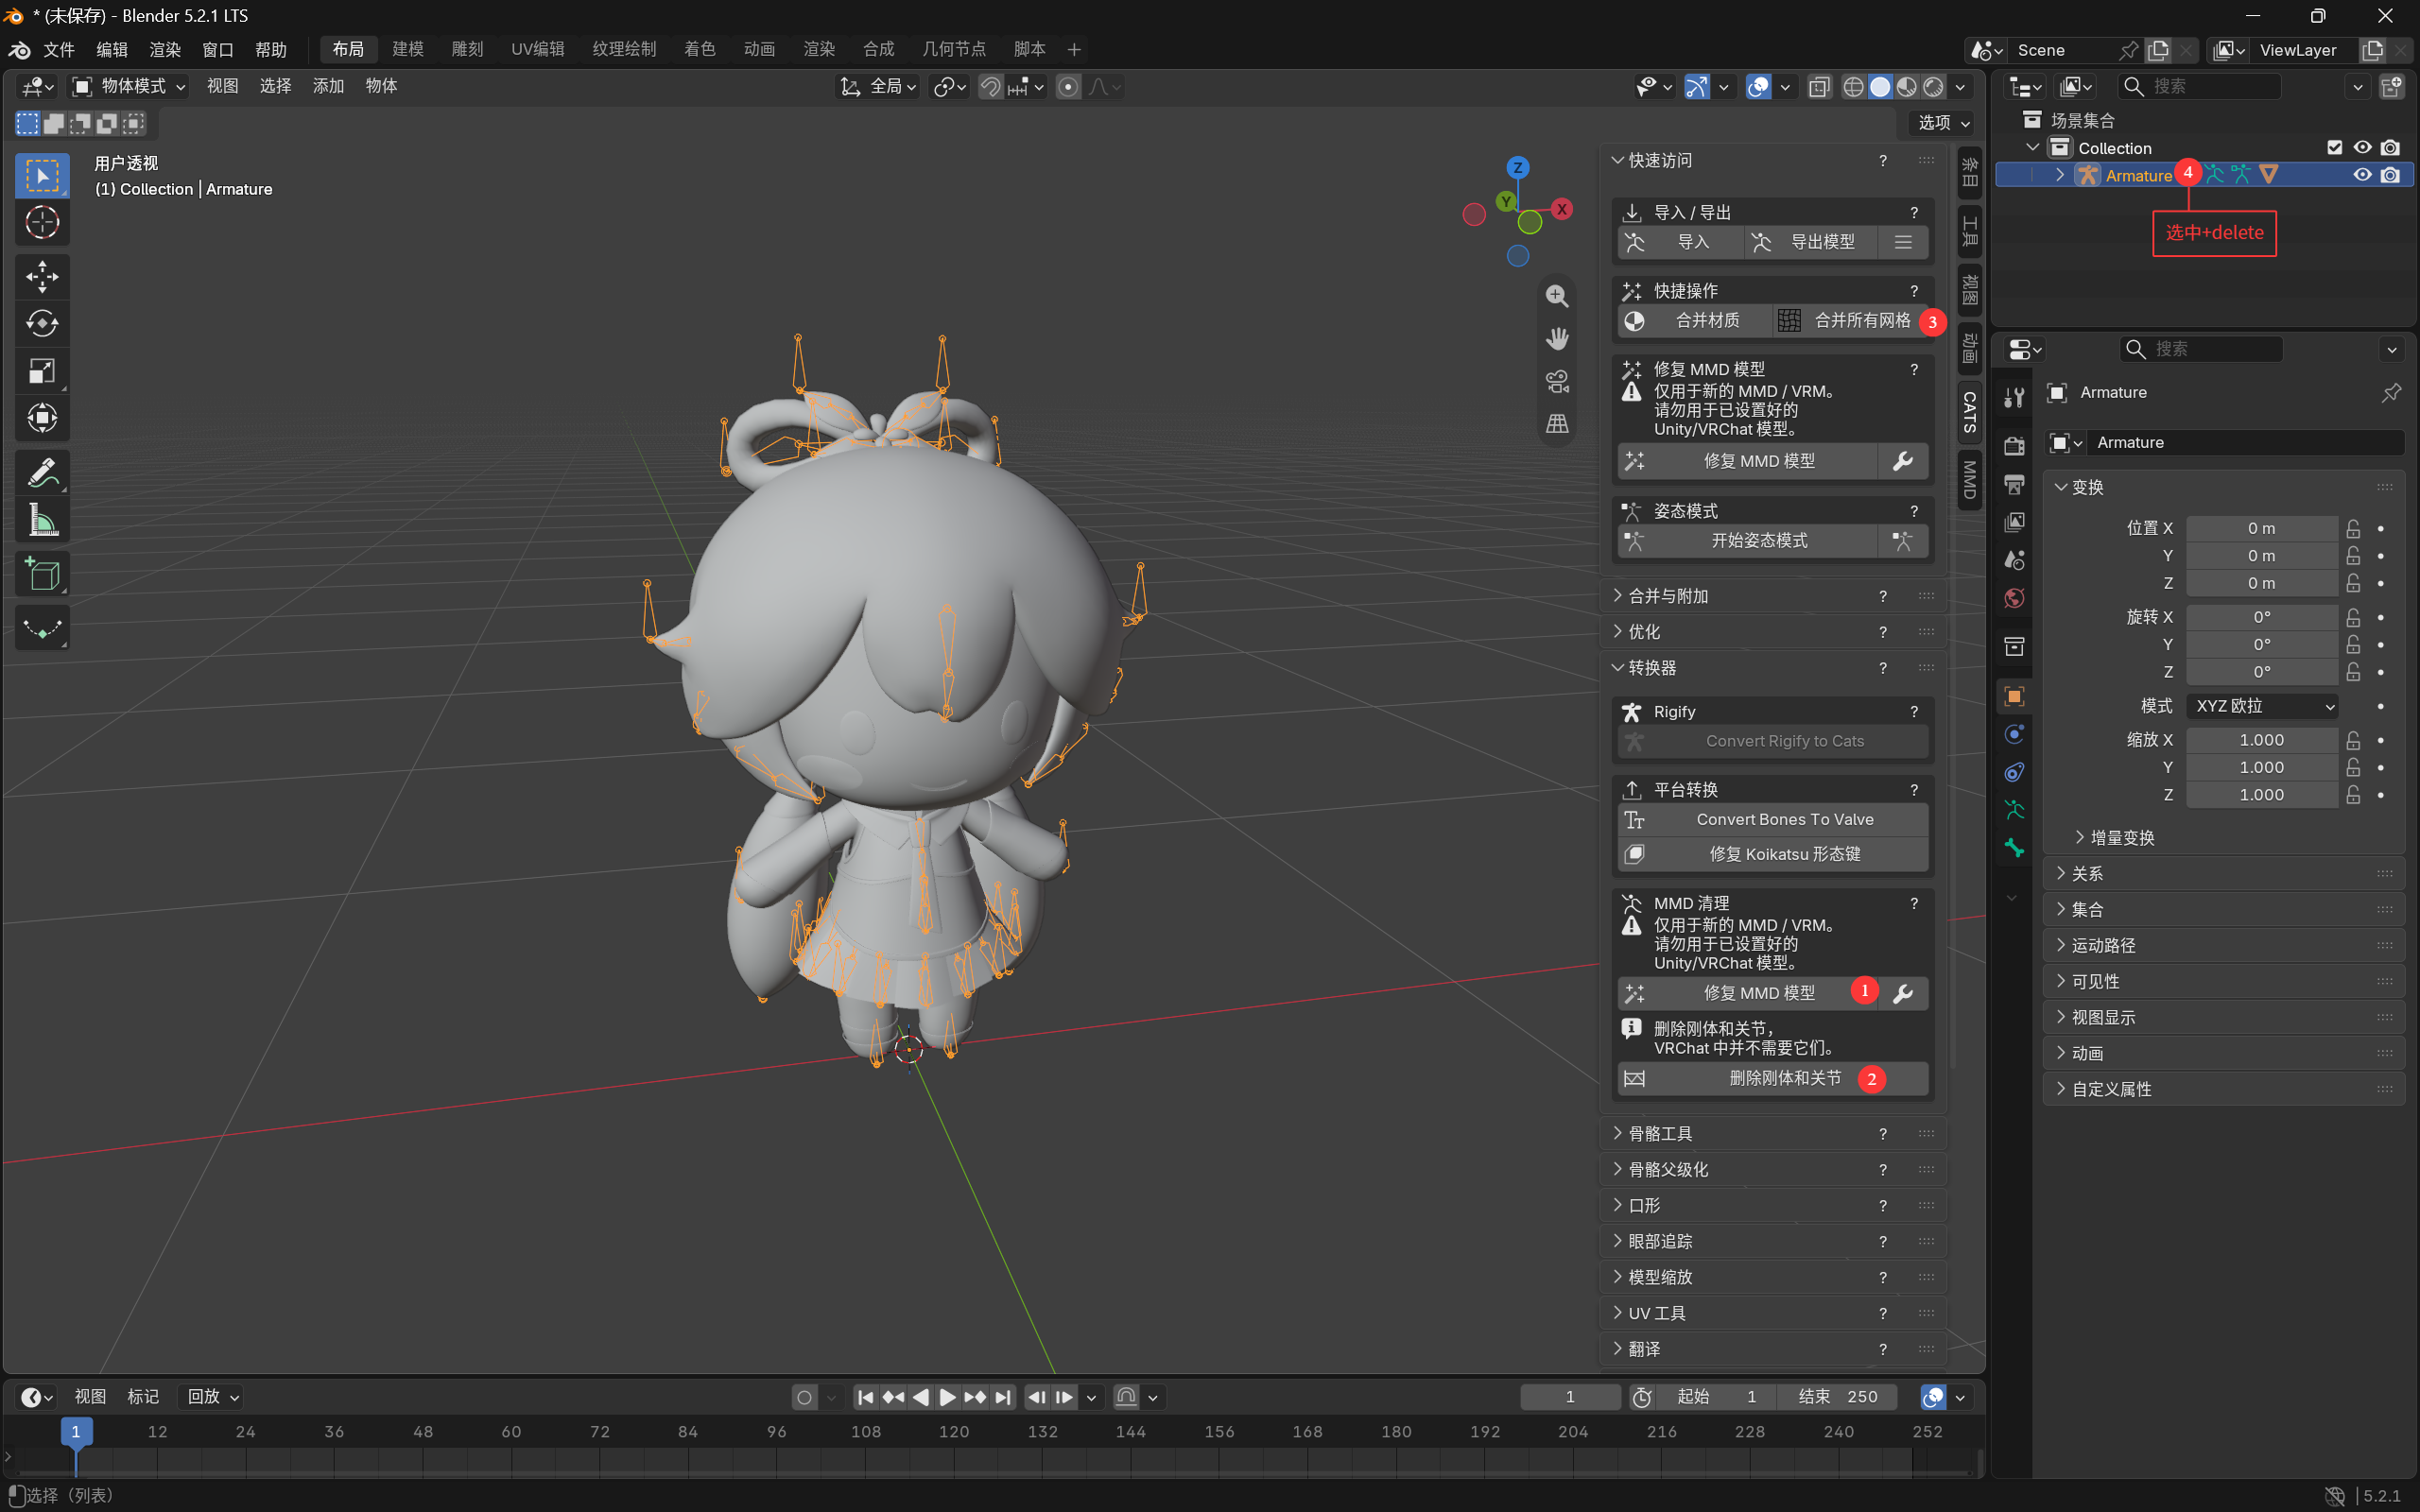 * (未保存) - Blender 5.2.1 LTS
文件 编辑 渲染 窗口 帮助 布局 建模 雕刻 UV编辑 纹理绘制 着色 动画 渲染 合成 几何节点 脚本 + Scene ViewLayer
物体模式 视图 选择 添加 物体 全局 搜索
选项
用户透视
(1) Collection | Armature
Z
Y
X
场景集合
Collection
Armature 4
选中+delete
快速访问 ?
导入 / 导出 ?
导入 导出模型
快捷操作 ?
合并材质 合并所有网格 3
修复 MMD 模型 ?
仅用于新的 MMD / VRM。
请勿用于已设置好的
Unity/VRChat 模型。
修复 MMD 模型
姿态模式 ?
开始姿态模式
合并与附加 ?
优化 ?
转换器 ?
Rigify ?
Convert Rigify to Cats
平台转换 ?
Convert Bones To Valve
修复 Koikatsu 形态键
MMD 清理 ?
仅用于新的 MMD / VRM。
请勿用于已设置好的
Unity/VRChat 模型。
修复 MMD 模型 1
删除刚体和关节，
VRChat 中并不需要它们。
删除刚体和关节 2
骨骼工具 ?
骨骼父级化 ?
口形 ?
眼部追踪 ?
模型缩放 ?
UV 工具 ?
翻译 ?
条目
工具
视图
动画
CATS
MMD
搜索
Armature
Armature
变换
位置 X 0 m
Y 0 m
Z 0 m
旋转 X 0°
Y 0°
Z 0°
模式 XYZ 欧拉
缩放 X 1.000
Y 1.000
Z 1.000
增量变换
关系
集合
运动路径
可见性
视图显示
动画
自定义属性
视图 标记 回放 1 起始 1 结束 250
1 12 24 36 48 60 72 84 96 108 120 132 144 156 168 180 192 204 216 228 240 252
选择（列表） 5.2.1